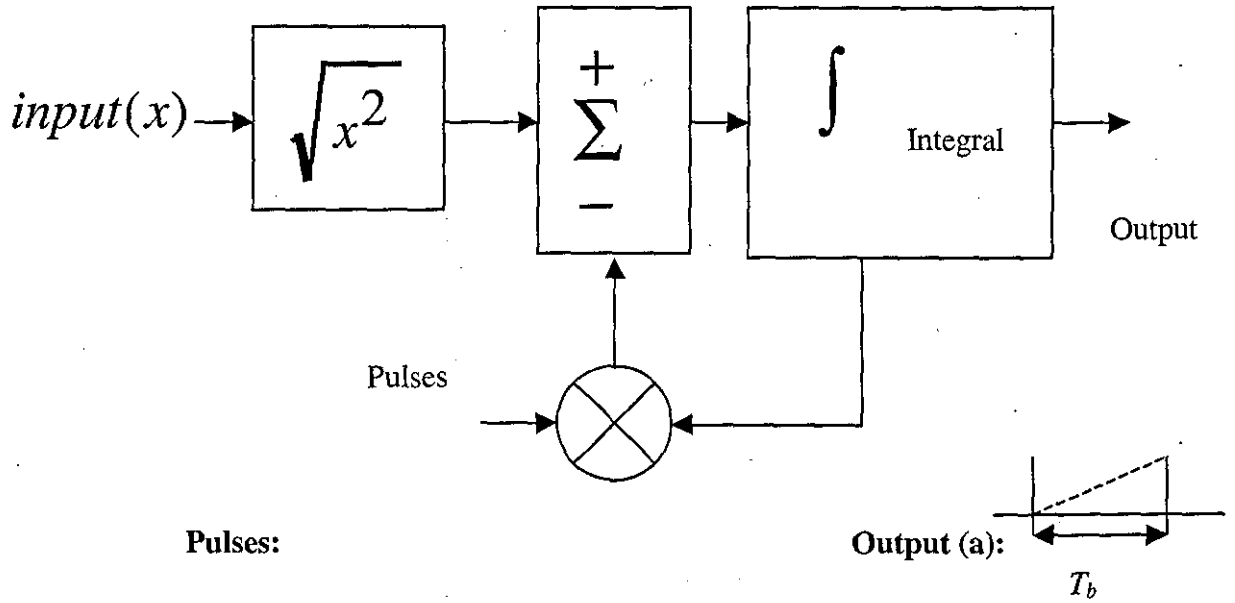 input(x)
√x²
+
∑
−
∫
Integral
Output
Pulses
Pulses:
Output (a):
T_b